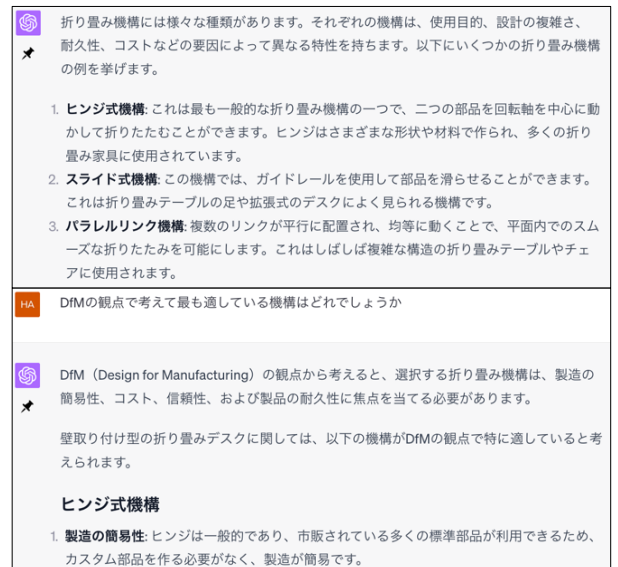 折り畳み機構には様々な種類があります。それぞれの機構は、使用目的、設計の複雑さ、
耐久性、コストなどの要因によって異なる特性を持ちます。以下にいくつかの折り畳み機構
の例を挙げます。
1. ヒンジ式機構: これは最も一般的な折り畳み機構の一つで、二つの部品を回転軸を中心に動
かして折りたたむことができます。ヒンジはさまざまな形状や材料で作られ、多くの折り
畳み家具に使用されています。
2. スライド式機構: この機構では、ガイドレールを使用して部品を滑らせることができます。
これは折り畳みテーブルの足や拡張式のデスクによく見られる機構です。
3. パラレルリンク機構: 複数のリンクが平行に配置され、均等に動くことで、平面内でのスム
ーズな折りたたみを可能にします。これはしばしば複雑な構造の折り畳みテーブルやチェ
アに使用されます。
HA DfMの観点で考えて最も適している機構はどれでしょうか
DfM（Design for Manufacturing）の観点から考えると、選択する折り畳み機構は、製造の
簡易性、コスト、信頼性、および製品の耐久性に焦点を当てる必要があります。
壁取り付け型の折り畳みデスクに関しては、以下の機構がDfMの観点で特に適していると考
えられます。
ヒンジ式機構
1. 製造の簡易性: ヒンジは一般的であり、市販されている多くの標準部品が利用できるため、
カスタム部品を作る必要がなく、製造が簡易です。